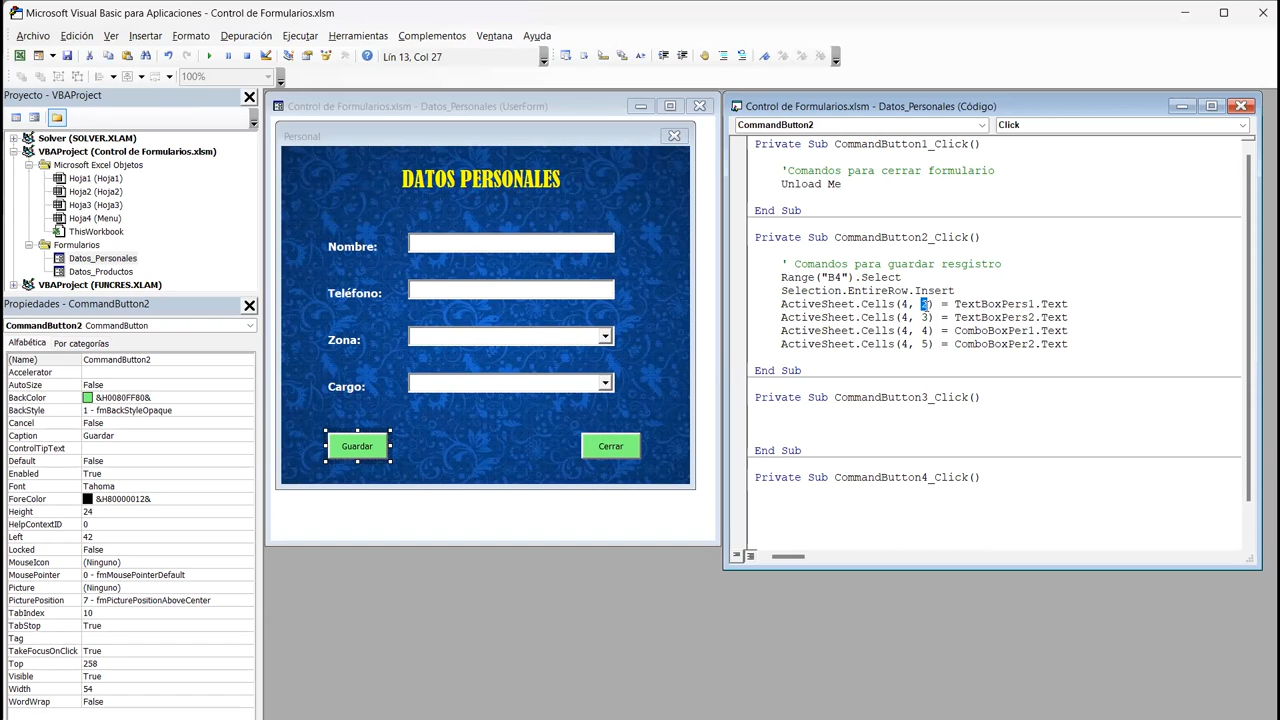 Microsoft Visual Basic para Aplicaciones - Control de Formularios.xlsm
Archivo Edición Ver Insertar Formato Depuración Ejecutar Herramientas Complementos Ventana Ayuda
Lín 13, Col 27
100%
Proyecto - VBAProject
Solver (SOLVER.XLAM)
VBAProject (Control de Formularios.xlsm)
Microsoft Excel Objetos
Hoja1 (Hoja1)
Hoja2 (Hoja2)
Hoja3 (Hoja3)
Hoja4 (Menu)
ThisWorkbook
Formularios
Datos_Personales
Datos_Productos
VBAProject (FUNCRES.XLAM)
Propiedades - CommandButton2
CommandButton2 CommandButton
Alfabética Por categorías
(Name) CommandButton2
Accelerator
AutoSize False
BackColor &H0080FF80&
BackStyle 1 - fmBackStyleOpaque
Cancel False
Caption Guardar
ControlTipText
Default False
Enabled True
Font Tahoma
ForeColor &H80000012&
Height 24
HelpContextID 0
Left 42
Locked False
MouseIcon (Ninguno)
MousePointer 0 - fmMousePointerDefault
Picture (Ninguno)
PicturePosition 7 - fmPicturePositionAboveCenter
TabIndex 10
TabStop True
Tag
TakeFocusOnClick True
Top 258
Visible True
Width 54
WordWrap False
Control de Formularios.xlsm - Datos_Personales (UserForm)
Personal
DATOS PERSONALES
Nombre:
Teléfono:
Zona:
Cargo:
Guardar Cerrar
Control de Formularios.xlsm - Datos_Personales (Código)
CommandButton2 Click
Private Sub CommandButton1_Click()
'Comandos para cerrar formulario
Unload Me
End Sub
Private Sub CommandButton2_Click()
' Comandos para guardar resgistro
Range("B4").Select
Selection.EntireRow.Insert
ActiveSheet.Cells(4, 2) = TextBoxPers1.Text
ActiveSheet.Cells(4, 3) = TextBoxPers2.Text
ActiveSheet.Cells(4, 4) = ComboBoxPer1.Text
ActiveSheet.Cells(4, 5) = ComboBoxPer2.Text
End Sub
Private Sub CommandButton3_Click()
End Sub
Private Sub CommandButton4_Click()